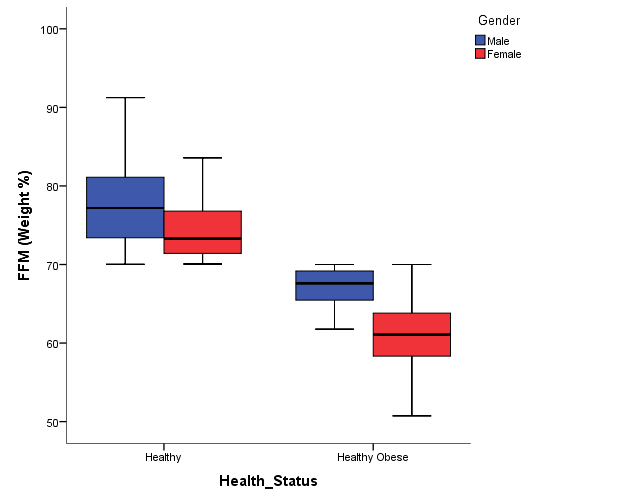 Gender
Male
Female
100
90
80
70
60
50
FFM (Weight %)
Healthy
Healthy Obese
Health_Status